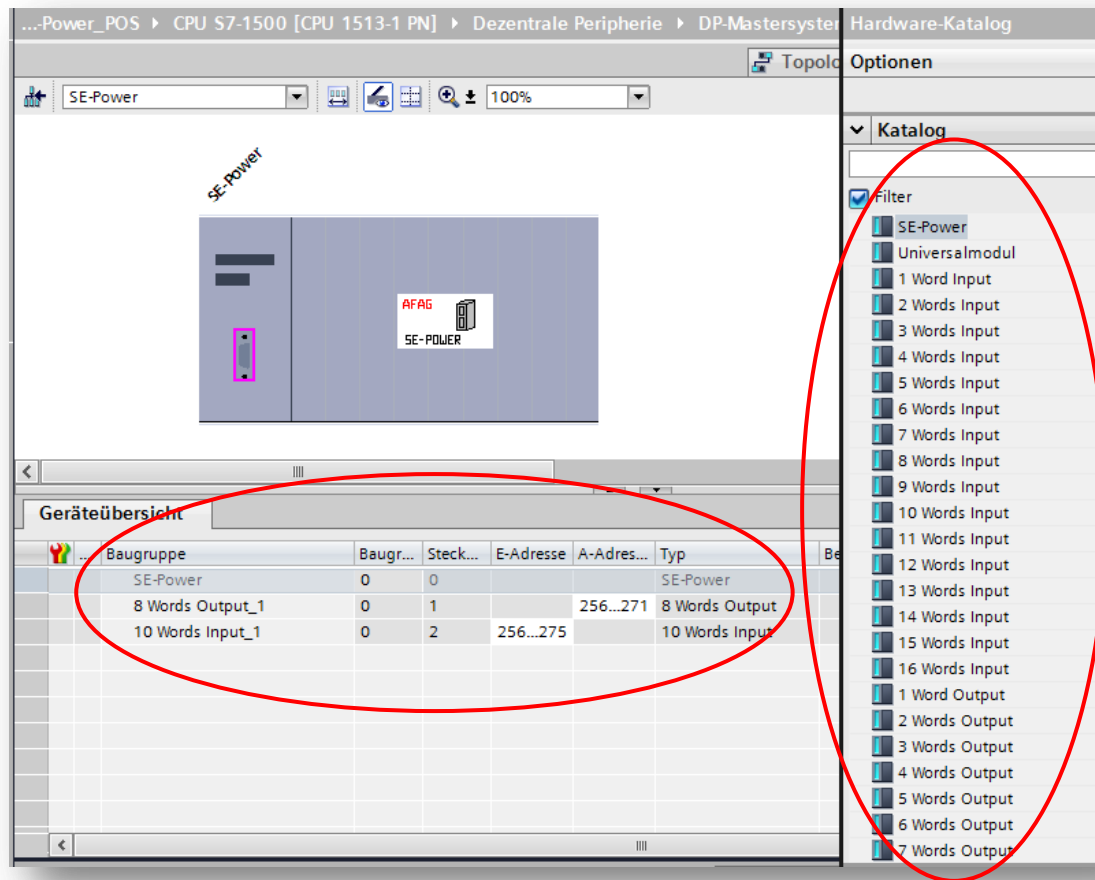 ...-Power_POS ▸ CPU S7-1500 [CPU 1513-1 PN] ▸ Dezentrale Peripherie ▸ DP-Mastersyster
Topolo
SE-Power
100%
SE-Power
AFAG
SE-POWER
Geräteübersicht
... Baugruppe Baugr... Steck... E-Adresse A-Adres... Typ Be
SE-Power 0 0 SE-Power
8 Words Output_1 0 1 256...271 8 Words Output
10 Words Input_1 0 2 256...275 10 Words Input
Hardware-Katalog
Optionen
Katalog
Filter
SE-Power
Universalmodul
1 Word Input
2 Words Input
3 Words Input
4 Words Input
5 Words Input
6 Words Input
7 Words Input
8 Words Input
9 Words Input
10 Words Input
11 Words Input
12 Words Input
13 Words Input
14 Words Input
15 Words Input
16 Words Input
1 Word Output
2 Words Output
3 Words Output
4 Words Output
5 Words Output
6 Words Output
7 Words Output